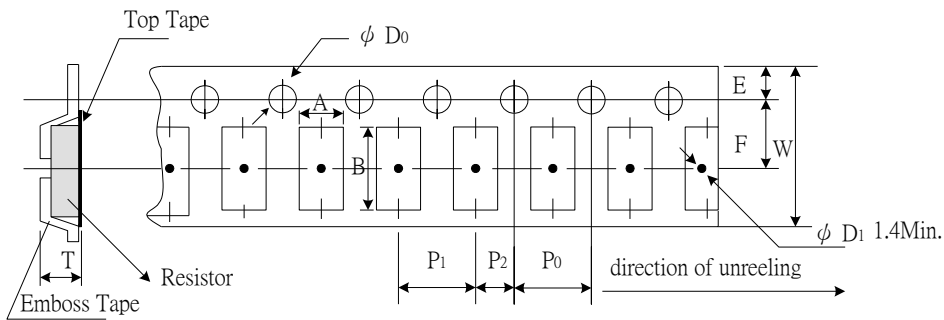 Top Tape
φ D0
A
E
F
W
B
φ D1 1.4Min.
T
Resistor
P1
P2
P0
direction of unreeling
Emboss Tape